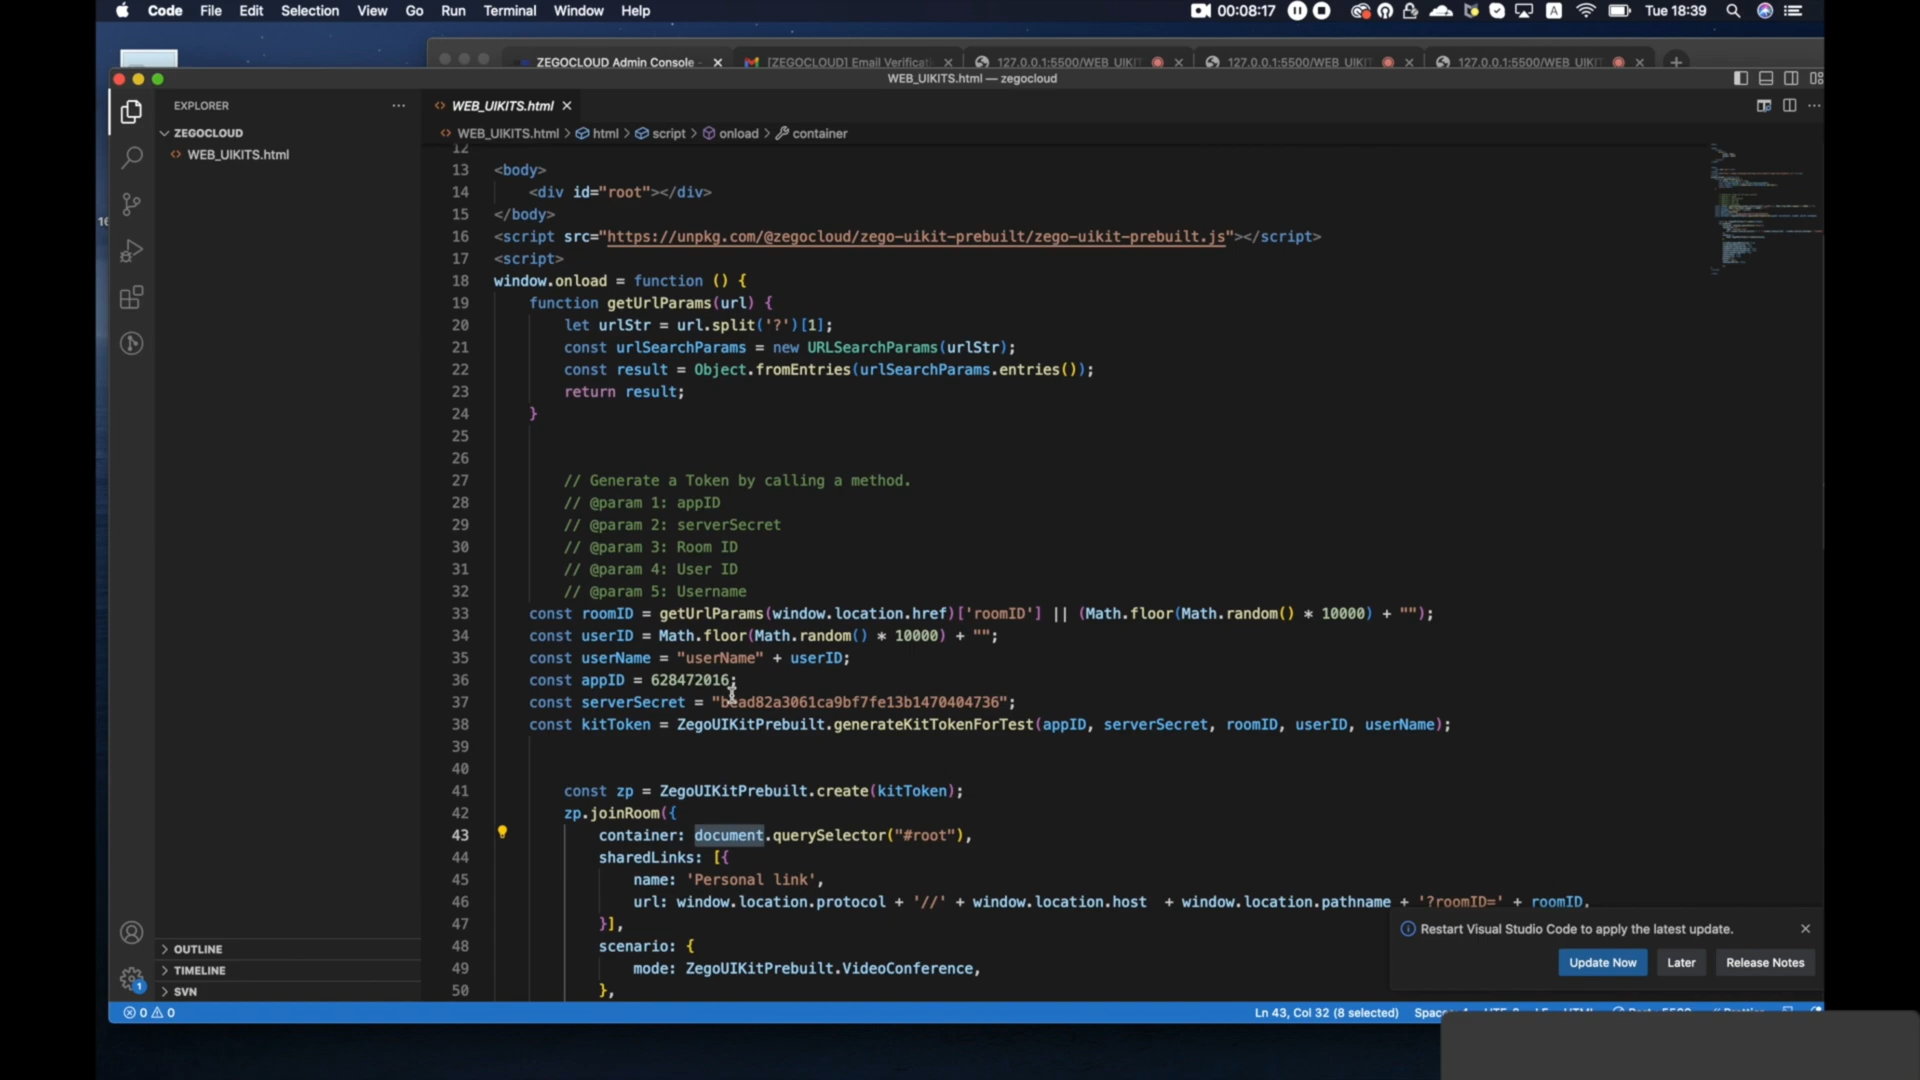 Code File Edit Selection View Go Run Terminal Window Help 00:08:17 A Tue 18:39
ZEGOCLOUD Admin Console - [ZEGOCLOUD] Email Verificati 127.0.0.1:5500/WEB_UIKIT 127.0.0.1:5500/WEB_UIKIT 127.0.0.1:5500/WEB_UIKIT
WEB_UIKITS.html — zegocloud
EXPLORER
ZEGOCLOUD
WEB_UIKITS.html
WEB_UIKITS.html
WEB_UIKITS.html > html > script > onload > container
12
13 <body>
14 <div id="root"></div>
15 </body>
16 <script src="https://unpkg.com/@zegocloud/zego-uikit-prebuilt/zego-uikit-prebuilt.js"></script>
17 <script>
18 window.onload = function () {
19 function getUrlParams(url) {
20 let urlStr = url.split('?')[1];
21 const urlSearchParams = new URLSearchParams(urlStr);
22 const result = Object.fromEntries(urlSearchParams.entries());
23 return result;
24 }
25
26
27 // Generate a Token by calling a method.
28 // @param 1: appID
29 // @param 2: serverSecret
30 // @param 3: Room ID
31 // @param 4: User ID
32 // @param 5: Username
33 const roomID = getUrlParams(window.location.href)['roomID'] || (Math.floor(Math.random() * 10000) + "");
34 const userID = Math.floor(Math.random() * 10000) + "";
35 const userName = "userName" + userID;
36 const appID = 628472016;
37 const serverSecret = "bead82a3061ca9bf7fe13b1470404736";
38 const kitToken = ZegoUIKitPrebuilt.generateKitTokenForTest(appID, serverSecret, roomID, userID, userName);
39
40
41 const zp = ZegoUIKitPrebuilt.create(kitToken);
42 zp.joinRoom({
43 container: document.querySelector("#root"),
44 sharedLinks: [{
45 name: 'Personal link',
46 url: window.location.protocol + '//' + window.location.host + window.location.pathname + '?roomID=' + roomID,
47 }],
48 scenario: {
49 mode: ZegoUIKitPrebuilt.VideoConference,
50 },
Restart Visual Studio Code to apply the latest update.
Update Now Later Release Notes
OUTLINE
TIMELINE
SVN
1
0 0 Ln 43, Col 32 (8 selected)